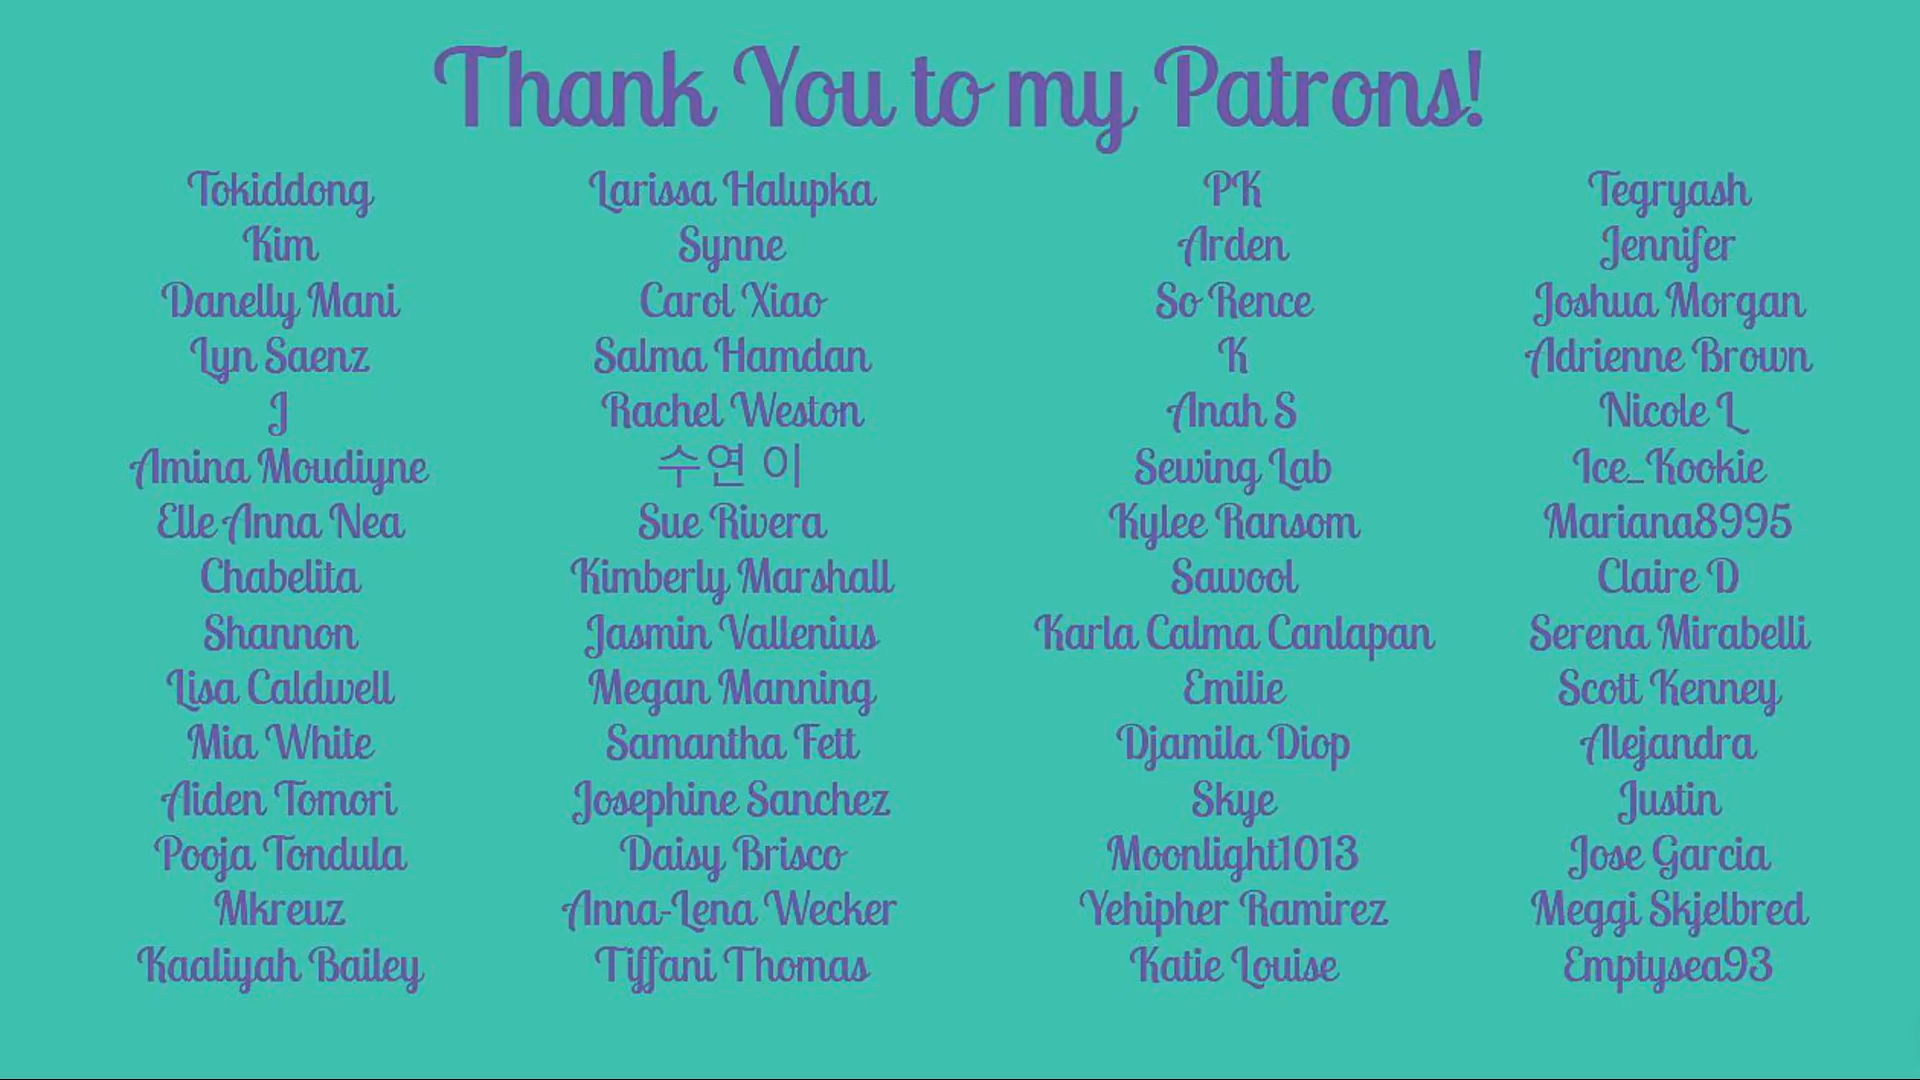 Thank You to my Patrons!
Tokiddong
Kim
Danelly Mani
Lyn Saenz
J
Amina Moudiyne
Elle Anna Nea
Chabelita
Shannon
Lisa Caldwell
Mia White
Aiden Tomori
Pooja Tondula
Mkreuz
Kaaliyah Bailey
Larissa Halupka
Synne
Carol Xiao
Salma Hamdan
Rachel Weston
수연 이
Sue Rivera
Kimberly Marshall
Jasmin Vallenius
Megan Manning
Samantha Fett
Josephine Sanchez
Daisy Brisco
Anna-Lena Wecker
Tiffani Thomas
PK
Arden
So Rence
K
Anah S
Sewing Lab
Kylee Ransom
Sawool
Karla Calma Canlapan
Emilie
Djamila Diop
Skye
Moonlight1013
Yehipher Ramirez
Katie Louise
Tegryash
Jennifer
Joshua Morgan
Adrienne Brown
Nicole L
Ice_Kookie
Mariana8995
Claire D
Serena Mirabelli
Scott Kenney
Alejandra
Justin
Jose Garcia
Meggi Skjelbred
Emptysea93